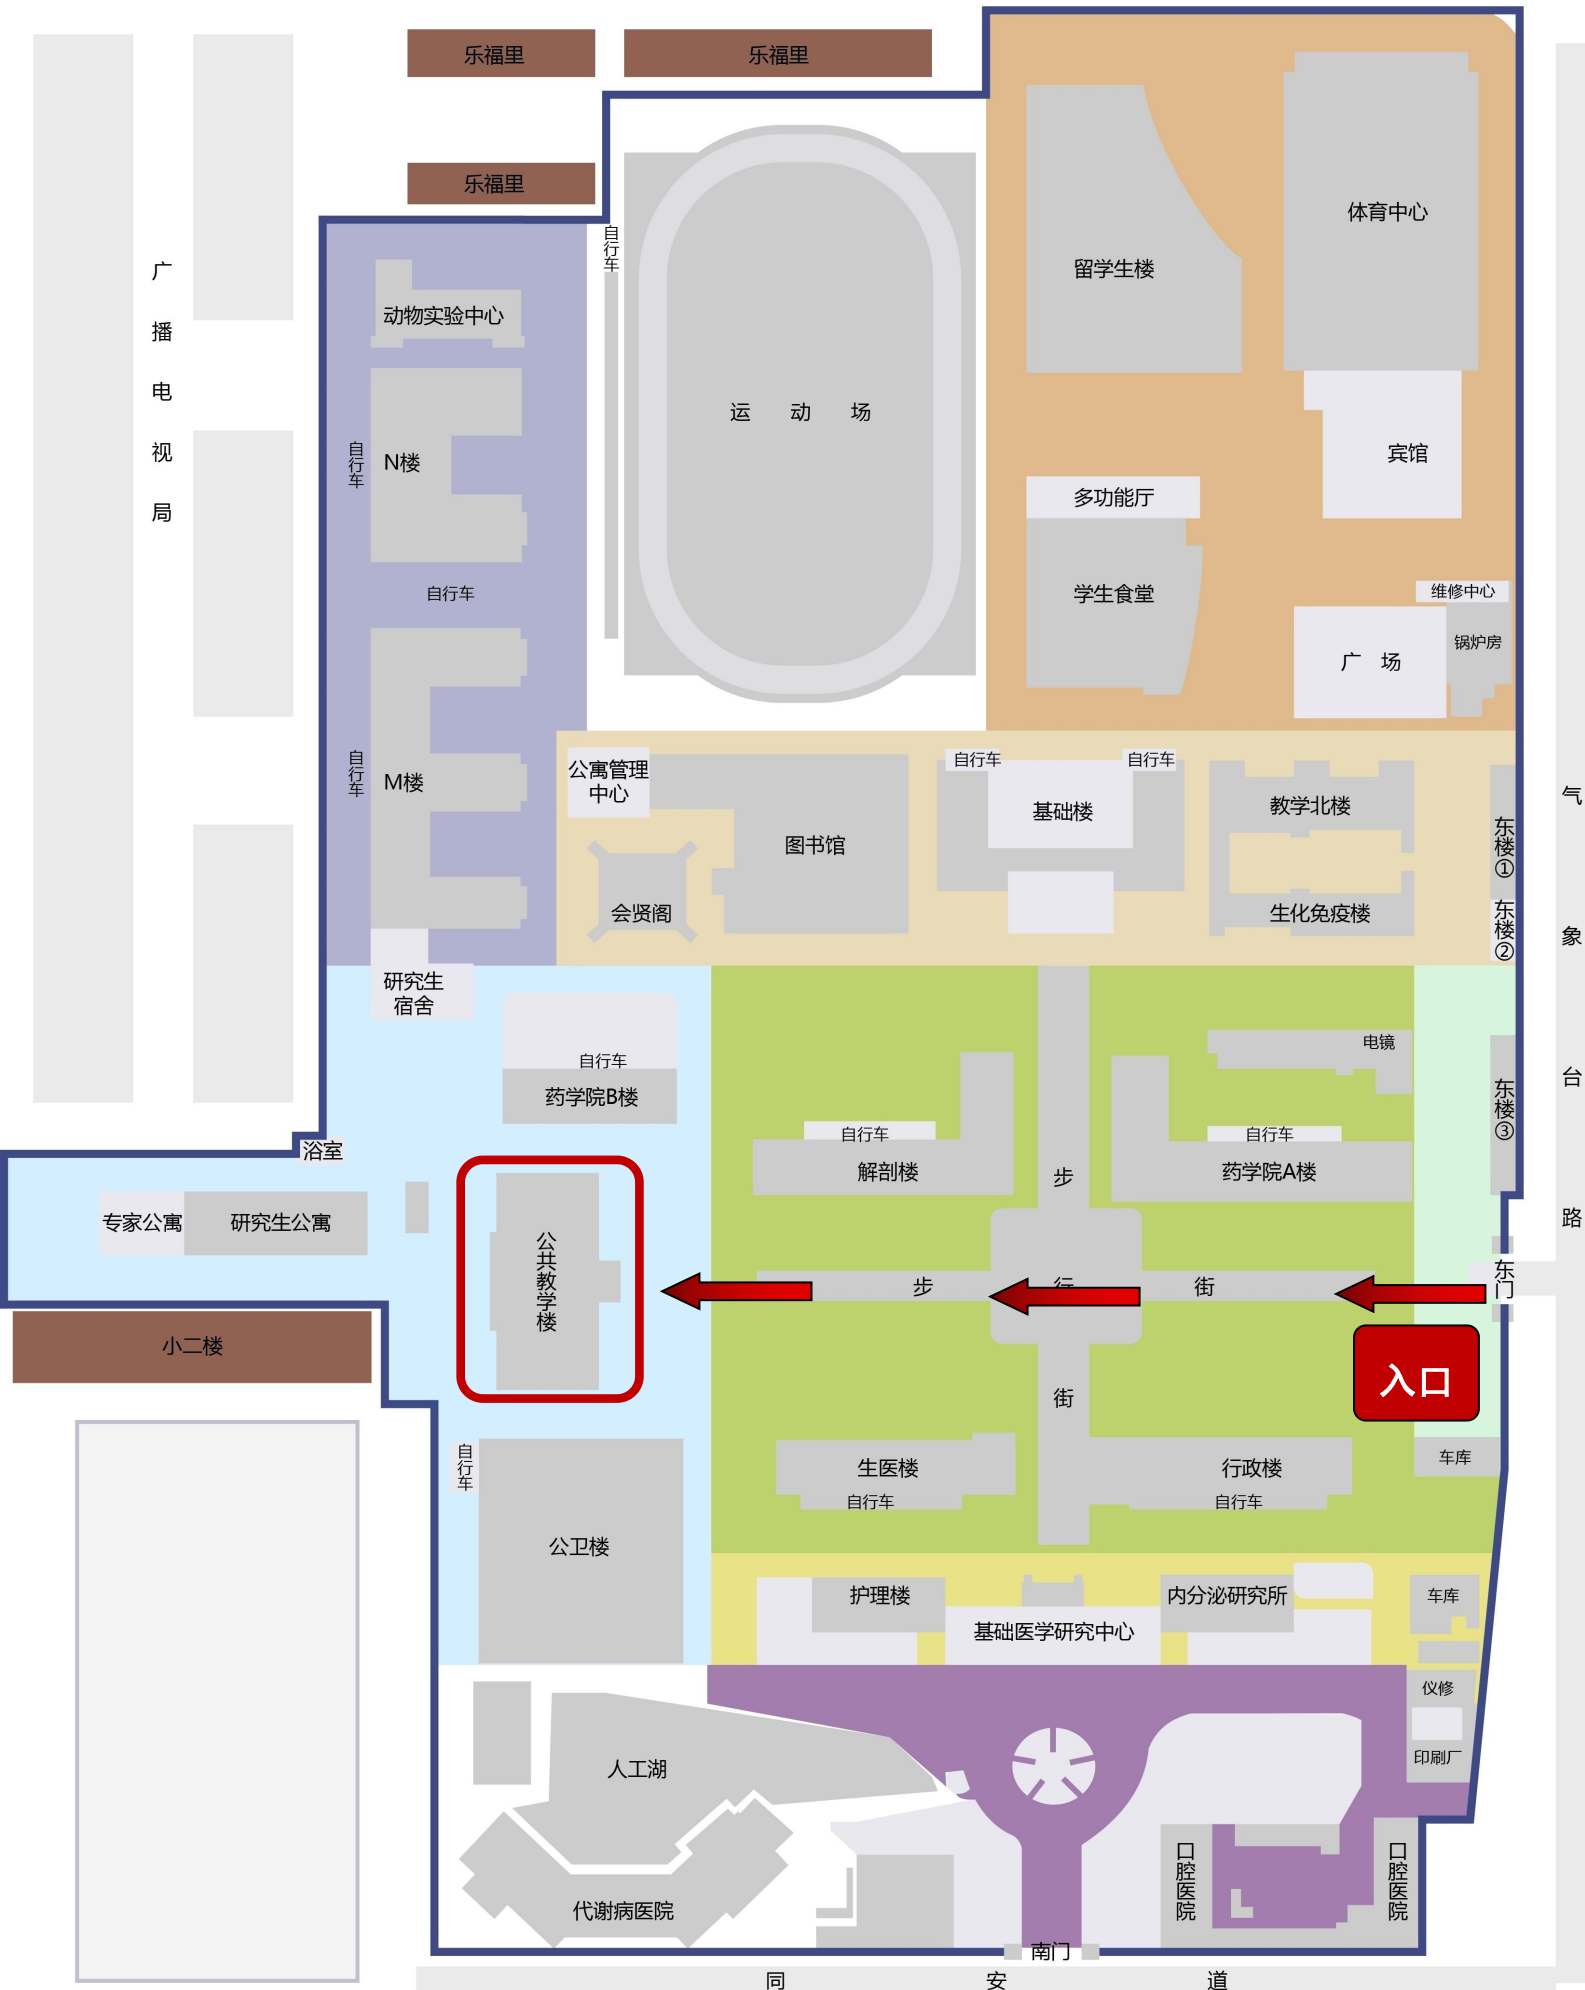 乐福里
乐福里
乐福里
广播电视局
自行车
动物实验中心
自行车
N楼
自行车
自行车
M楼
运 动 场
留学生楼
体育中心
宾馆
多功能厅
学生食堂
维修中心
广 场
锅炉房
公寓管理
中心
图书馆
会贤阁
自行车
自行车
基础楼
教学北楼
生化免疫楼
东楼①
东楼②
东楼③
气象台路
研究生
宿舍
自行车
药学院B楼
浴室
专家公寓
研究生公寓
小二楼
公共教学楼
自行车
解剖楼
电镜
自行车
药学院A楼
步
步 行 街
街
东门
入口
自行车
公卫楼
生医楼
自行车
行政楼
自行车
车库
护理楼
基础医学研究中心
内分泌研究所
车库
仪修
印刷厂
人工湖
代谢病医院
口腔医院
口腔医院
南门
同 安 道